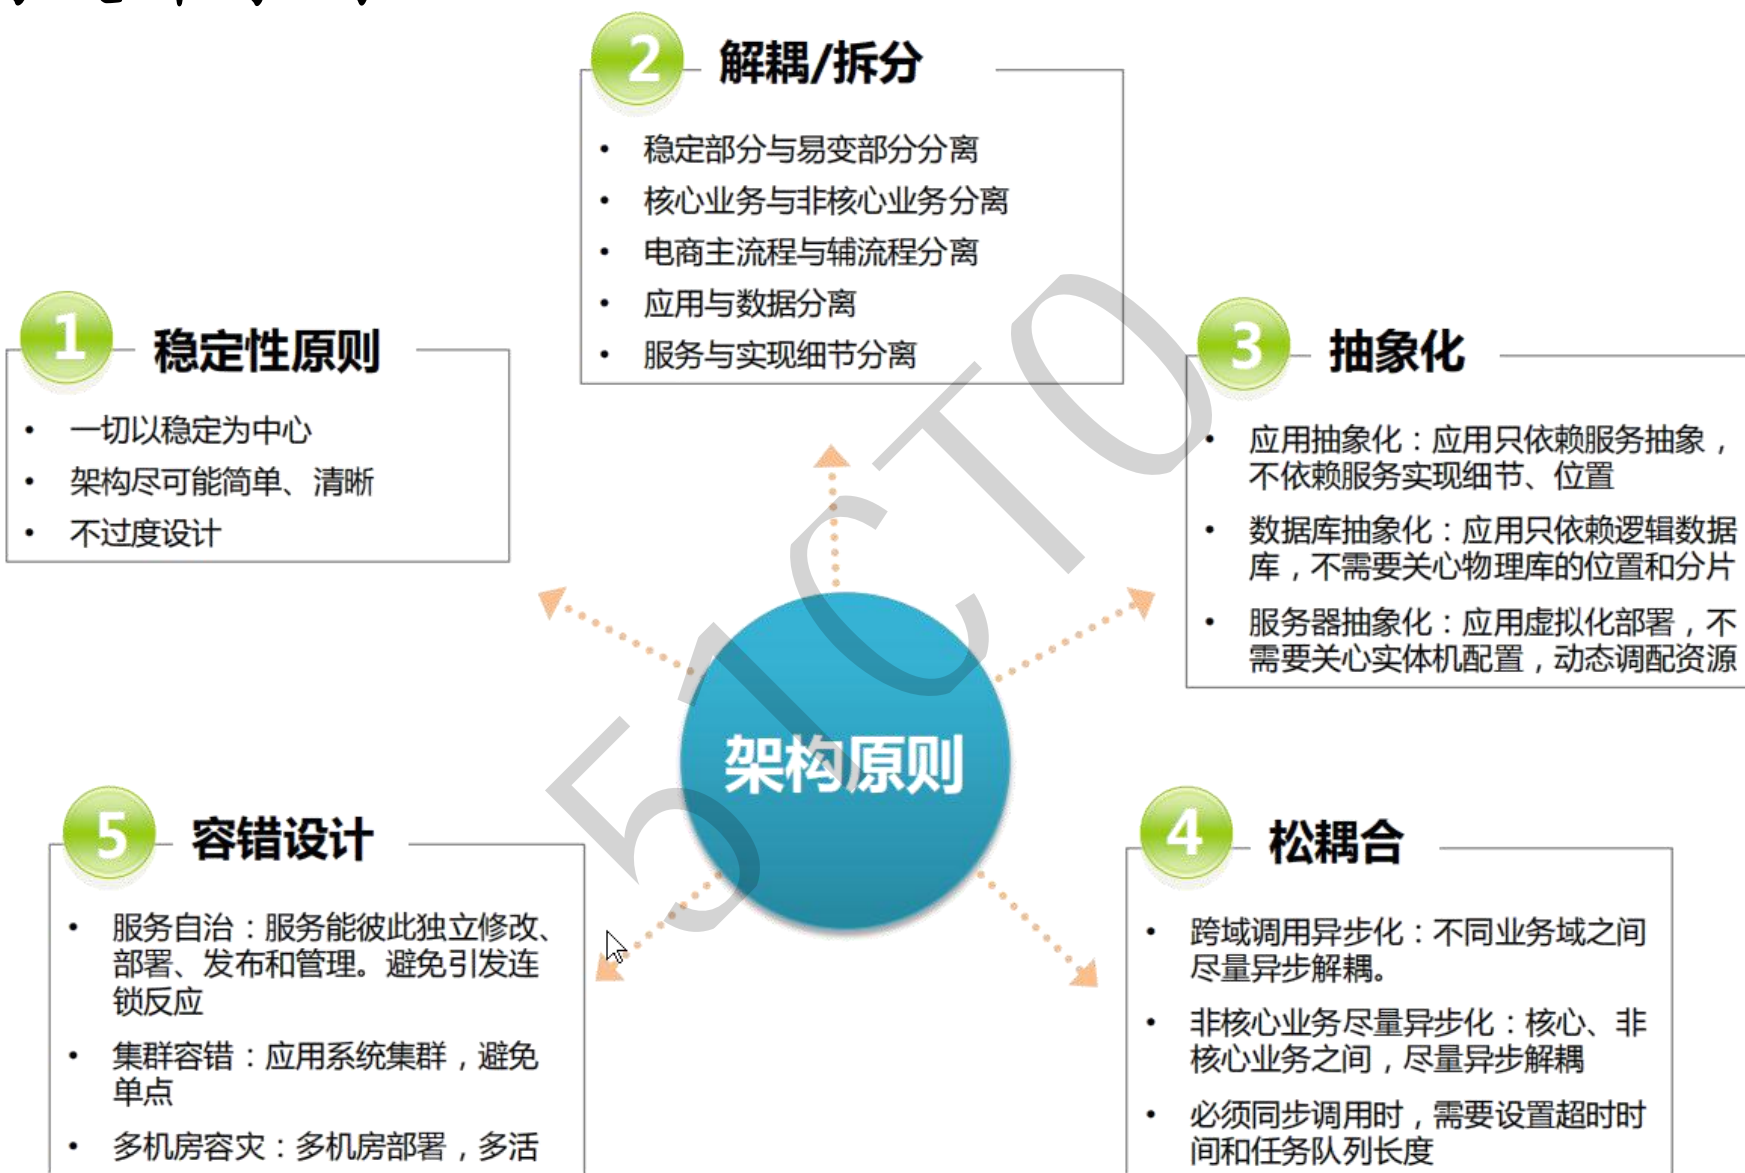 2 解耦/拆分
• 稳定部分与易变部分分离
• 核心业务与非核心业务分离
• 电商主流程与辅流程分离
• 应用与数据分离
• 服务与实现细节分离
1 稳定性原则
• 一切以稳定为中心
• 架构尽可能简单、清晰
• 不过度设计
3 抽象化
• 应用抽象化：应用只依赖服务抽象，
不依赖服务实现细节、位置
• 数据库抽象化：应用只依赖逻辑数据
库，不需要关心物理库的位置和分片
• 服务器抽象化：应用虚拟化部署，不
需要关心实体机配置，动态调配资源
架构原则
5 容错设计
• 服务自治：服务能彼此独立修改、
部署、发布和管理。避免引发连
锁反应
• 集群容错：应用系统集群，避免
单点
• 多机房容灾：多机房部署，多活
4 松耦合
• 跨域调用异步化：不同业务域之间
尽量异步解耦。
• 非核心业务尽量异步化：核心、非
核心业务之间，尽量异步解耦
• 必须同步调用时，需要设置超时时
间和任务队列长度
51CTO